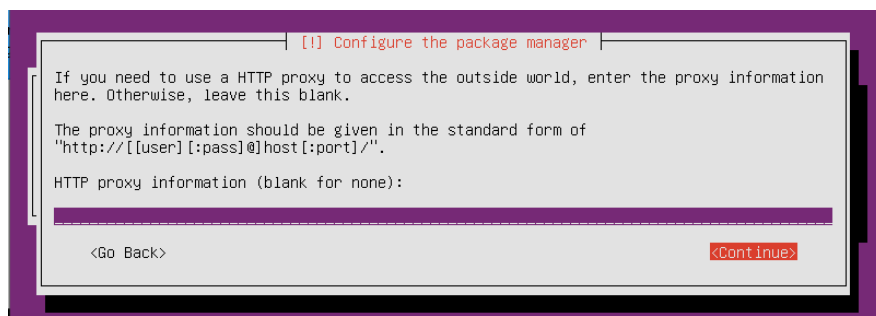 [!] Configure the package manager
If you need to use a HTTP proxy to access the outside world, enter the proxy information
here. Otherwise, leave this blank.
The proxy information should be given in the standard form of
"http://[[user][:pass]@]host[:port]/".
HTTP proxy information (blank for none):
<Go Back> <Continue>